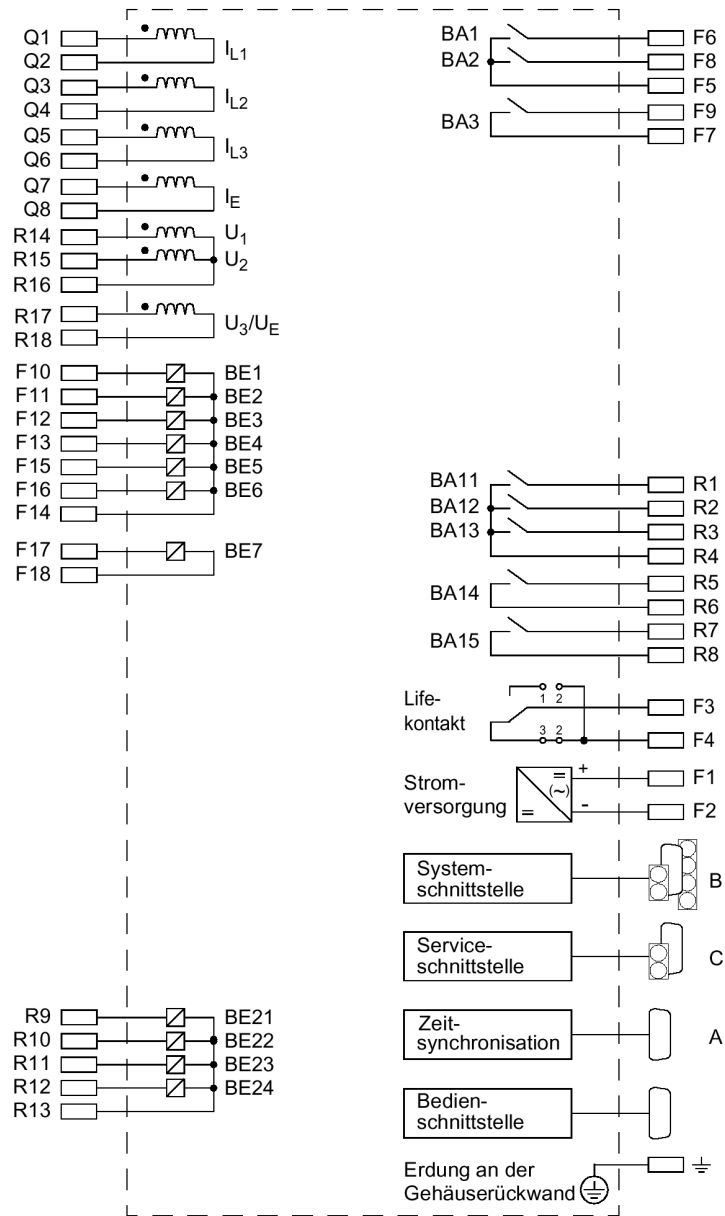 Q1
Q2
I_L1
Q3
Q4
I_L2
Q5
Q6
I_L3
Q7
Q8
I_E
R14
U_1
R15
U_2
R16
R17
R18
U_3/U_E
F10
BE1
F11
BE2
F12
BE3
F13
BE4
F15
BE5
F16
BE6
F14
F17
BE7
F18
R9
BE21
R10
BE22
R11
BE23
R12
BE24
R13
BA1
F6
BA2
F8
F5
BA3
F9
F7
BA11
R1
BA12
R2
BA13
R3
R4
BA14
R5
R6
BA15
R7
R8
Life-
kontakt
1 2
3 2
F3
F4
Strom-
versorgung
=
(~)
=
+
-
F1
F2
System-
schnittstelle
B
Service-
schnittstelle
C
Zeit-
synchronisation
A
Bedien-
schnittstelle
Erdung an der
Gehäuserückwand